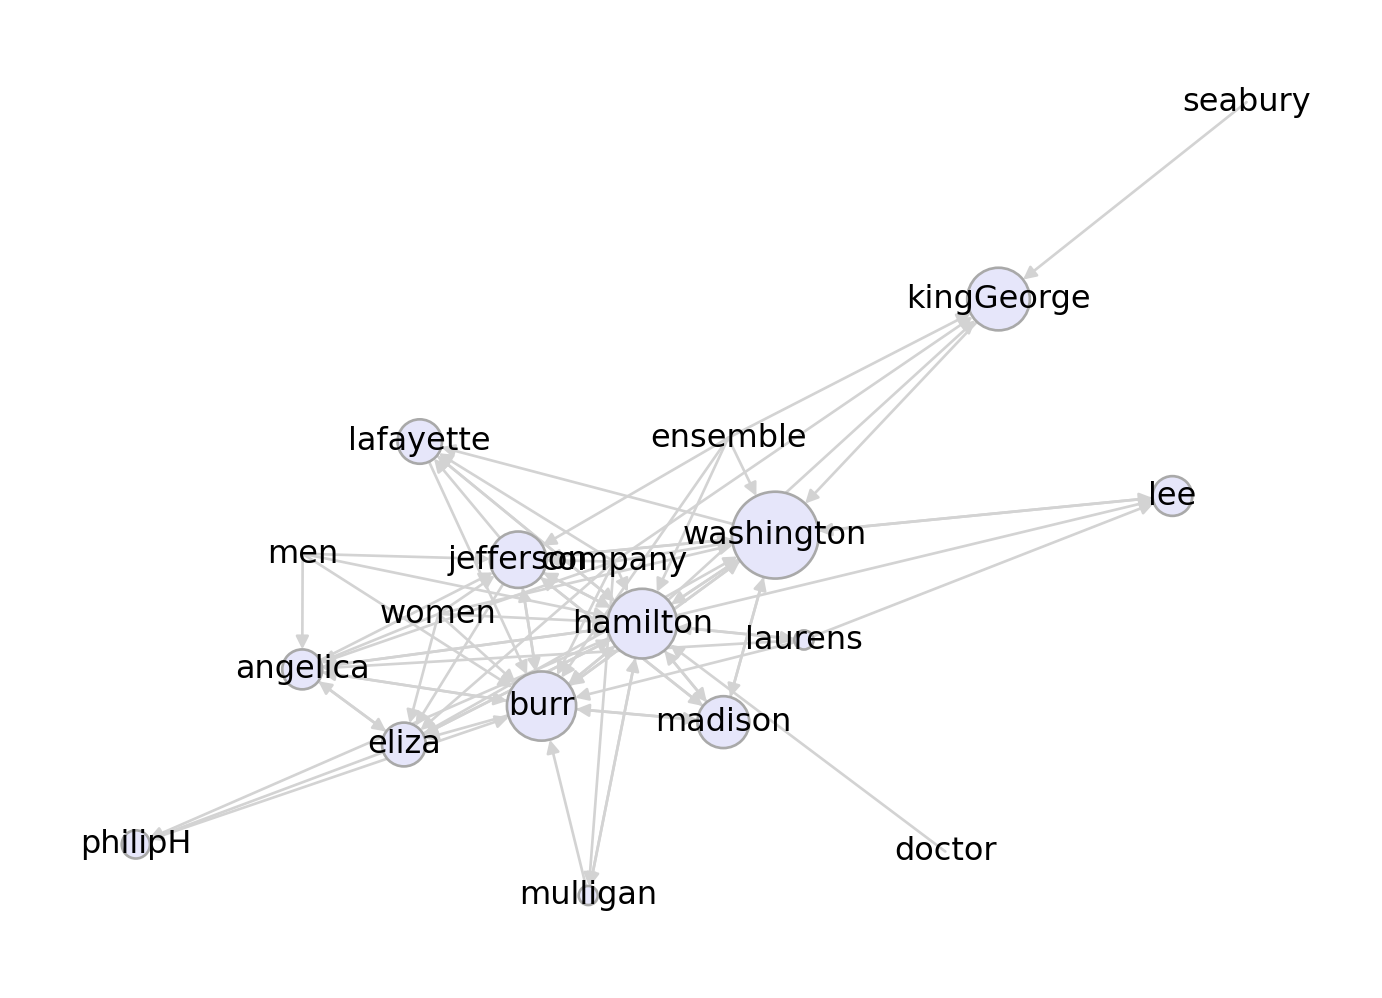 seabury
kingGeorge
lafayette
ensemble
lee
washington
men
jefferson
company
women
hamilton
laurens
angelica
burr
madison
eliza
philipH
doctor
mulligan